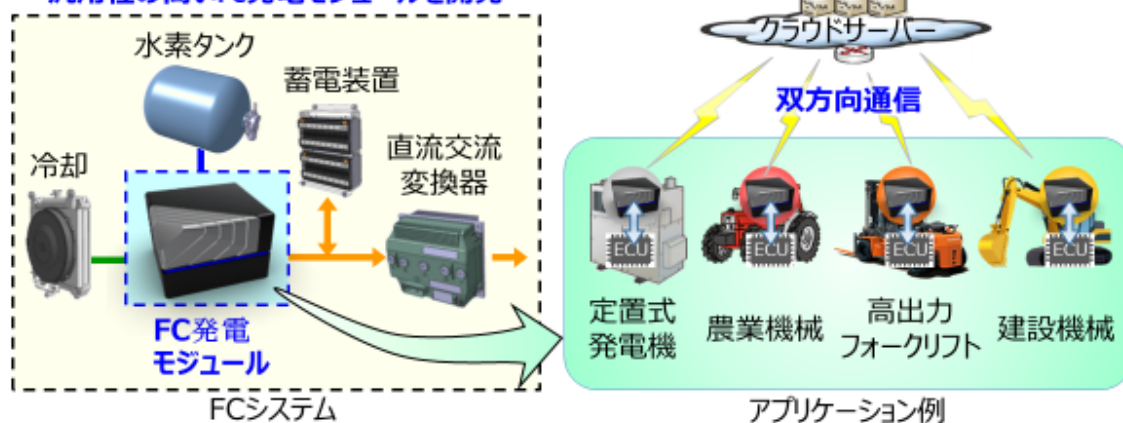 水素タンク
蓄電装置
冷却
直流交流
変換器
FC発電
モジュール
FCシステム
クラウドサーバー
双方向通信
ECU
ECU
ECU
ECU
定置式
発電機
農業機械
高出力
フォークリフト
建設機械
アプリケーション例